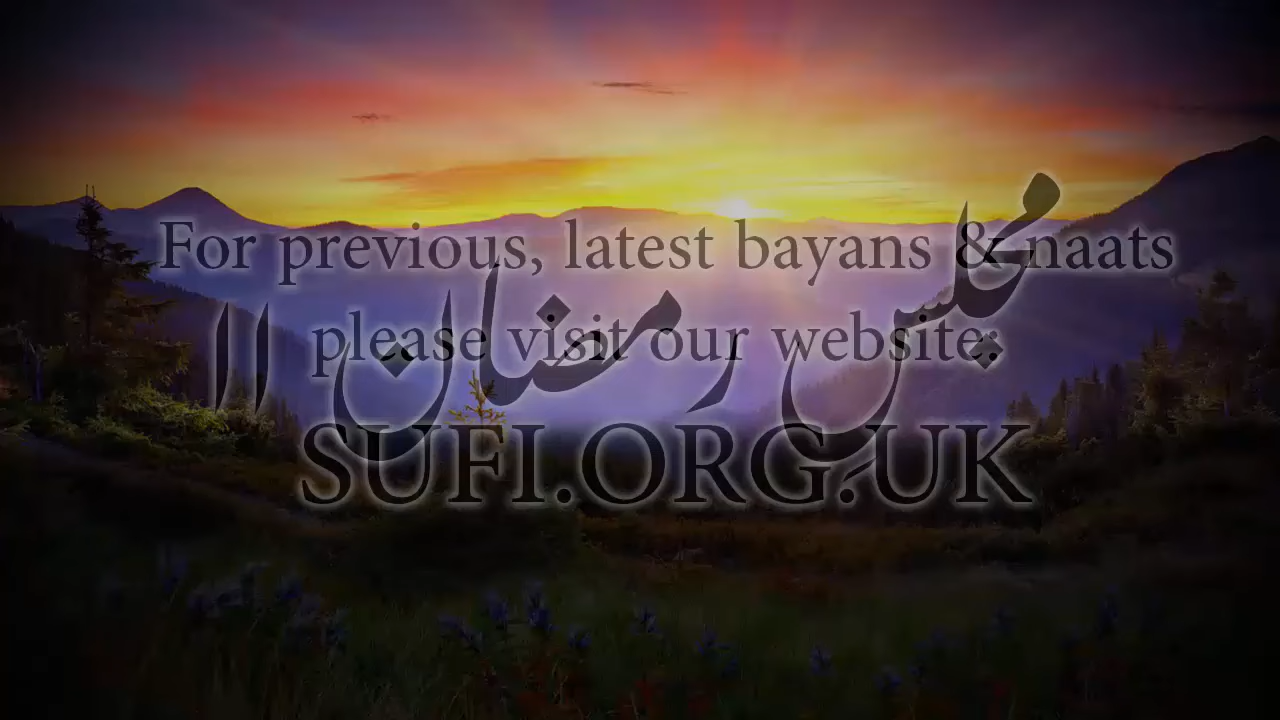 For previous, latest bayans & naats
please visit our website:
SUFI.ORG.UK
مجلسِ رمضان ۱۱